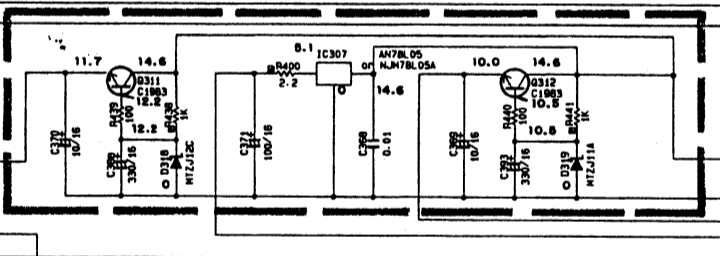 11.7
14.6
Q311
C1983
12.2
R439
100
R438
1K
12.2
C370
10/16
330/16
D318
MTZJ12C
5.1
IC307
R400
2.2
or
AN78L05
NJM78L05A
14.6
C371
100/16
C368
0.01
10.0
14.6
Q312
C1983
10.5
R440
100
R441
1K
10.5
C369
10/16
C393
330/16
D319
MTZJ11A